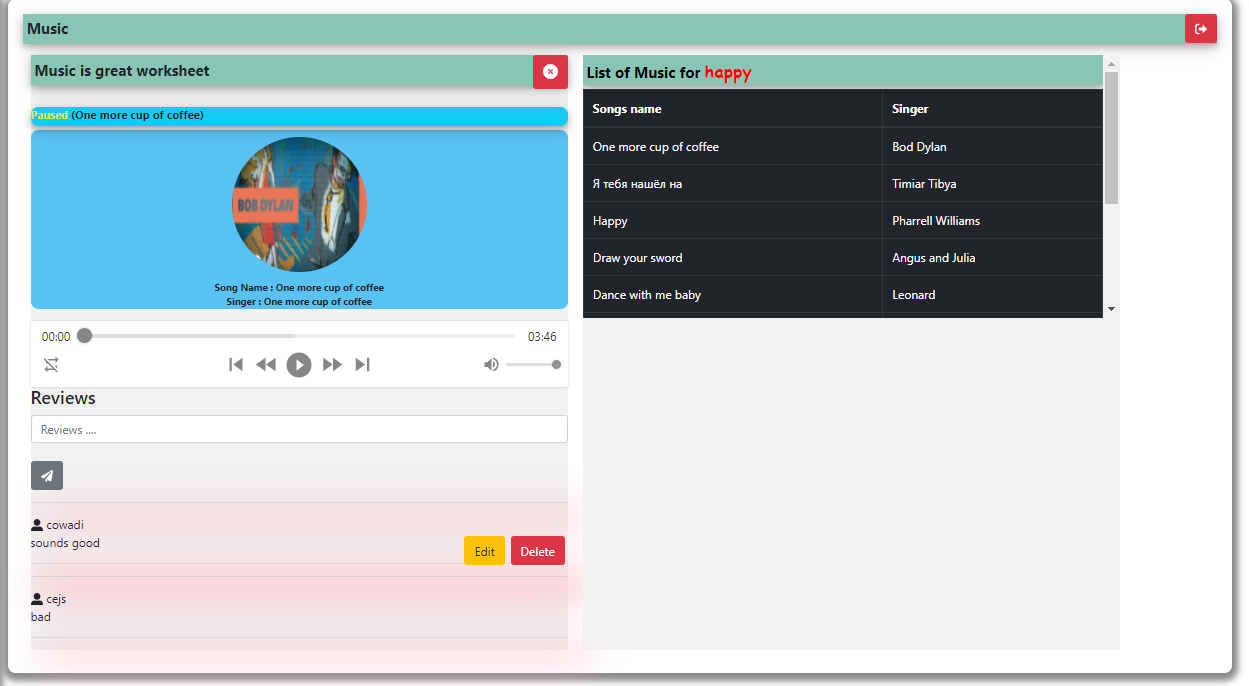 Music
Music is great worksheet
Paused (One more cup of coffee)
BOB DYLAN
Song Name : One more cup of coffee
Singer : One more cup of coffee
00:00
03:46
Reviews
Reviews ....
cowadi
sounds good
Edit Delete
cejs
bad
List of Music for happy
Songs name Singer
One more cup of coffee Bod Dylan
Я тебя нашёл на Timiar Tibya
Happy Pharrell Williams
Draw your sword Angus and Julia
Dance with me baby Leonard